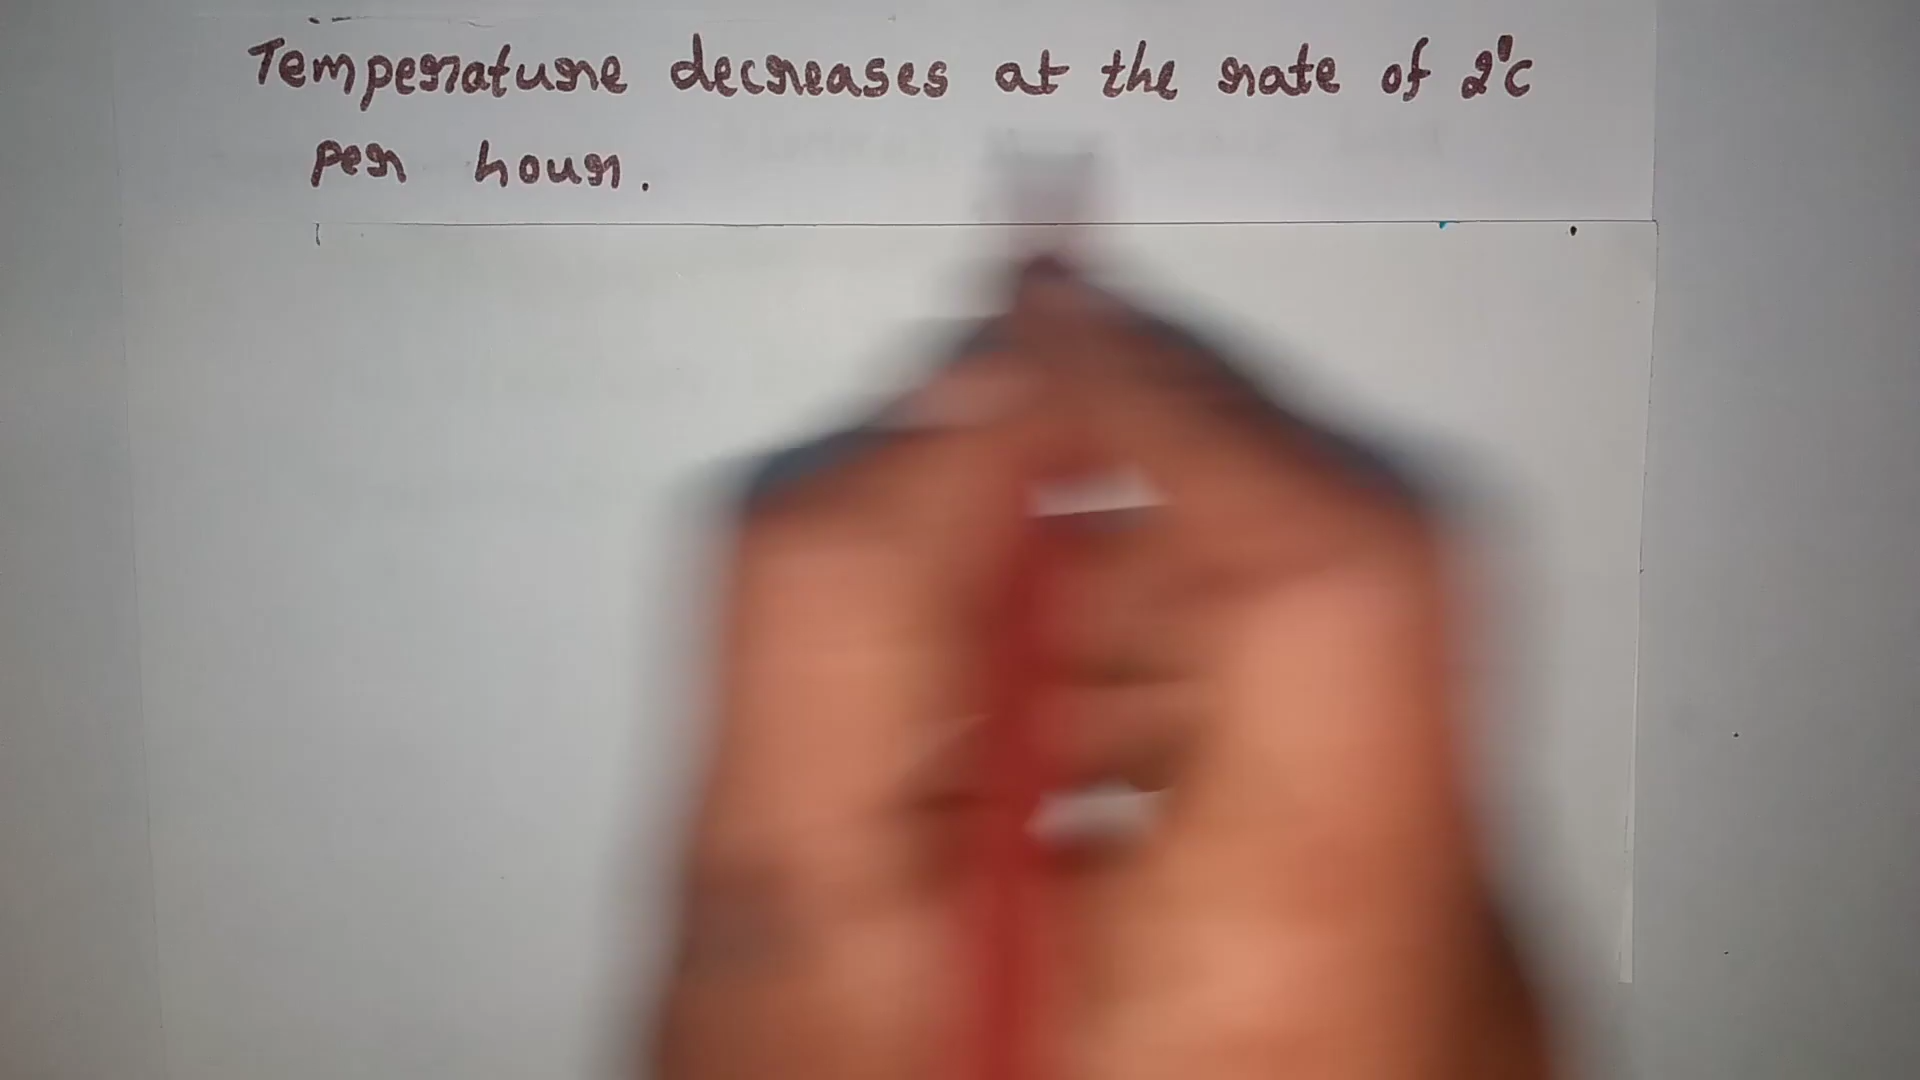 Temperature decreases at the rate of 2°c
per hour.